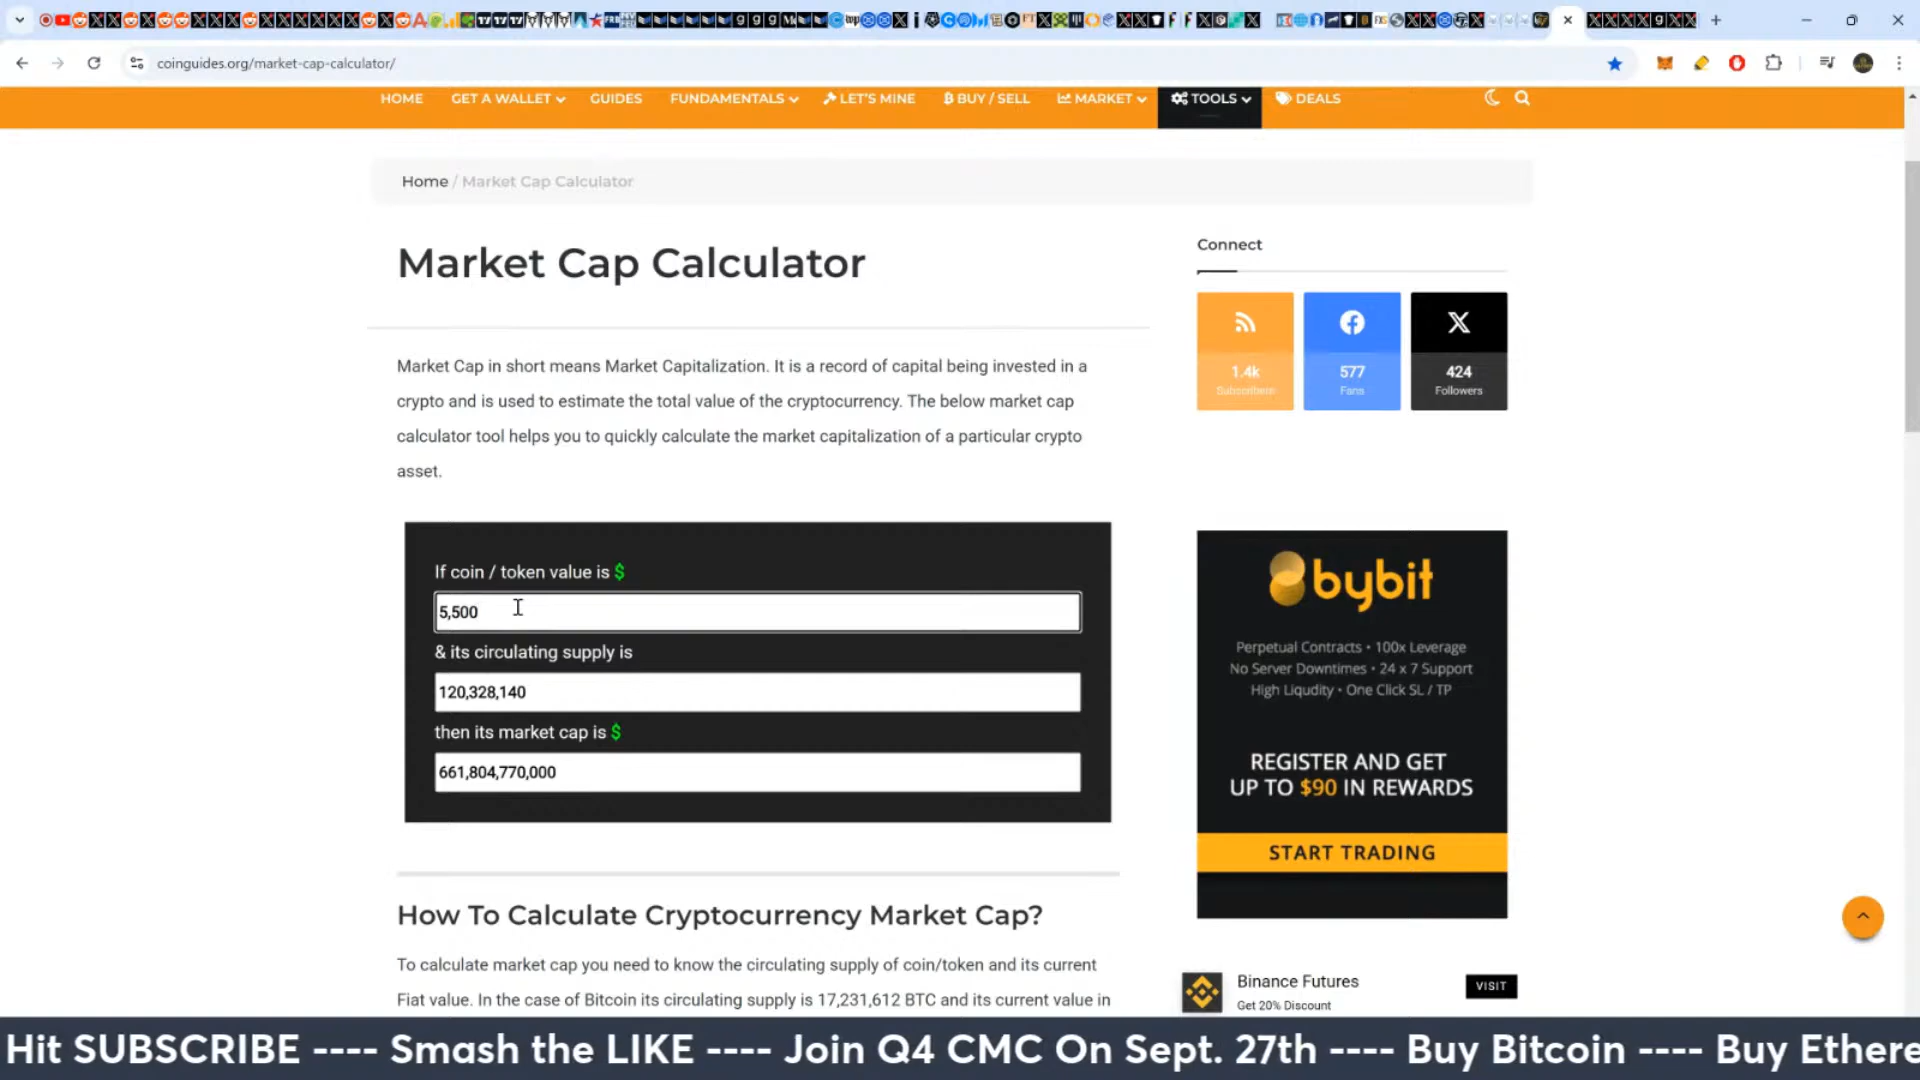 coinguides.org/market-cap-calculator/
HOME GET A WALLET GUIDES FUNDAMENTALS LET'S MINE BUY / SELL MARKET TOOLS DEALS
Home / Market Cap Calculator
Market Cap Calculator
Market Cap in short means Market Capitalization. It is a record of capital being invested in a
crypto and is used to estimate the total value of the cryptocurrency. The below market cap
calculator tool helps you to quickly calculate the market capitalization of a particular crypto
asset.
If coin / token value is $
5,500
& its circulating supply is
120,328,140
then its market cap is $
661,804,770,000
How To Calculate Cryptocurrency Market Cap?
To calculate market cap you need to know the circulating supply of coin/token and its current
Fiat value. In the case of Bitcoin its circulating supply is 17,231,612 BTC and its current value in
Connect
1.4k 577 424
Subscribers Fans Followers
bybit
Perpetual Contracts • 100x Leverage
No Server Downtimes • 24 x 7 Support
High Liqudity • One Click SL / TP
REGISTER AND GET
UP TO $90 IN REWARDS
START TRADING
Binance Futures
Get 20% Discount
VISIT
Hit SUBSCRIBE ---- Smash the LIKE ---- Join Q4 CMC On Sept. 27th ---- Buy Bitcoin ---- Buy Ethere